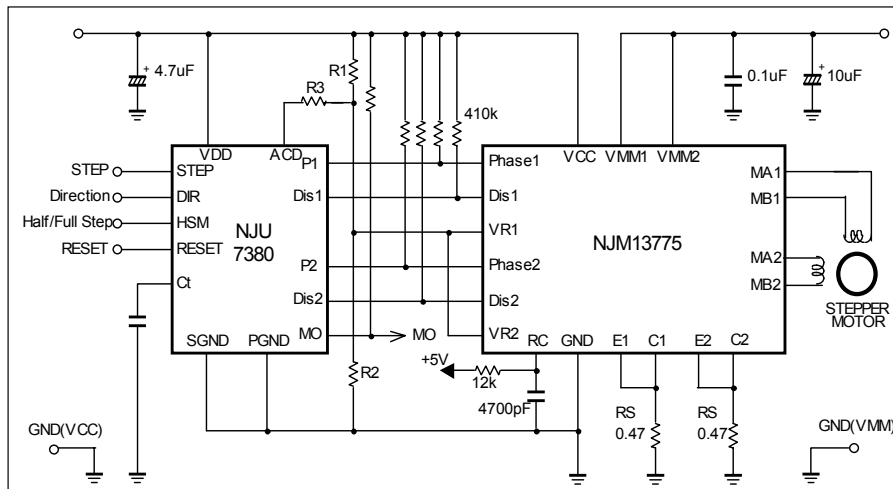 4.7uF
R1
R3
410k
0.1uF
10uF
VDD
ACD
P1
STEP
STEP
Direction
DIR
Dis1
Half/Full Step
HSM
NJU
7380
RESET
RESET
P2
Ct
Dis2
SGND
PGND
MO
MO
R2
+5V
12k
4700pF
Phase1
VCC
VMM1
VMM2
MA1
Dis1
MB1
VR1
NJM13775
Phase2
MA2
Dis2
MB2
VR2
RC
GND
E1
C1
E2
C2
STEPPER
MOTOR
RS
0.47
RS
0.47
GND(VCC)
GND(VMM)